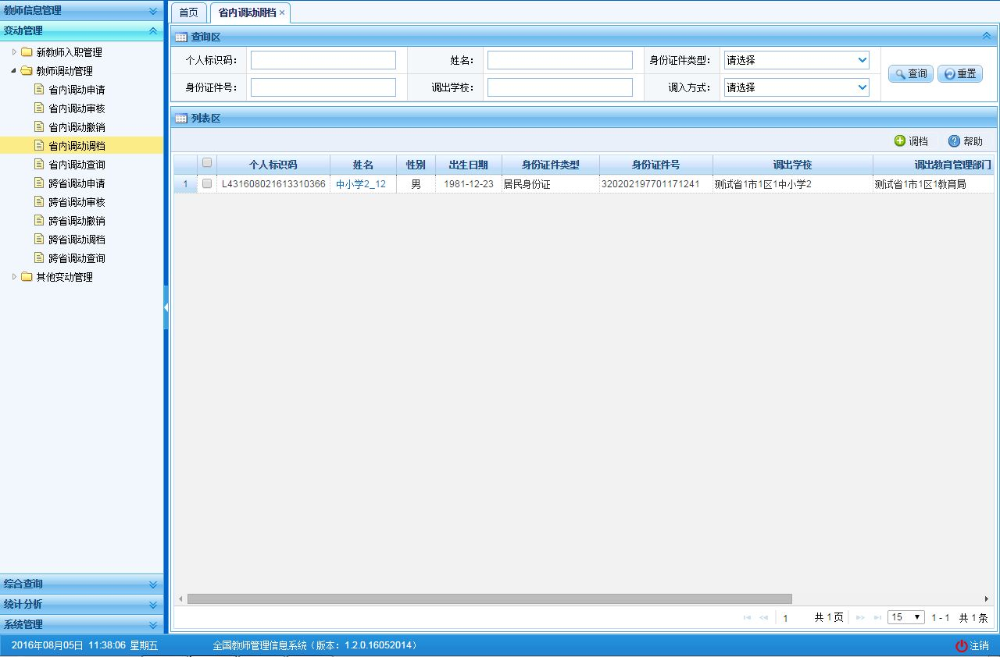 教师信息管理
变动管理
新教师入职管理
教师调动管理
省内调动申请
省内调动审核
省内调动撤销
省内调动调档
省内调动查询
跨省调动申请
跨省调动审核
跨省调动撤销
跨省调动调档
跨省调动查询
其他变动管理
综合查询
统计分析
系统管理
首页 省内调动调档 ×
查询区
个人标识码： 姓名： 身份证件类型： 请选择
身份证件号： 调出学校： 调入方式： 请选择
查询 重置
列表区
调档 帮助
个人标识码 姓名 性别 出生日期 身份证件类型 身份证件号 调出学校 调出教育管理部门
1 L431608021613310366 中小学2_12 男 1981-12-23 居民身份证 320202197701171241 测试省1市1区1中小学2 测试省1市1区1教育局
1 共 1 页 15 1 - 1 共 1 条
2016年08月05日 11:38:06 星期五 全国教师管理信息系统（版本：1.2.0.16052014） 注销